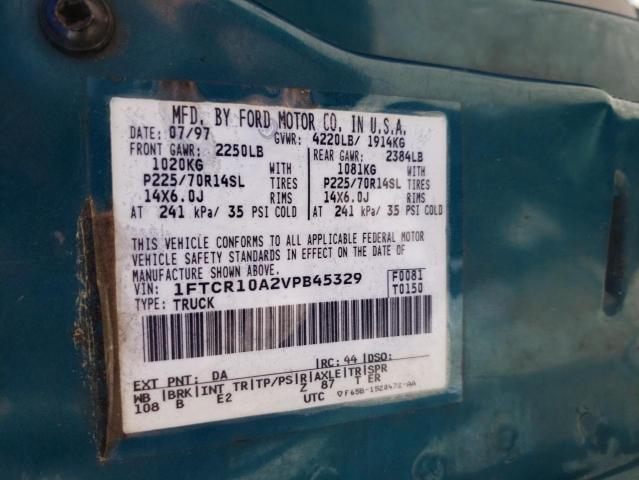 MFD. BY FORD MOTOR CO. IN U.S.A.
DATE: 07/97 GVWR: 4220LB/ 1914KG
FRONT GAWR: 2250LB REAR GAWR: 2384LB
1020KG WITH 1081KG WITH
P225/70R14SL TIRES P225/70R14SL TIRES
14X6.0J RIMS 14X6.0J RIMS
AT 241 kPa/ 35 PSI COLD AT 241 kPa/ 35 PSI COLD
THIS VEHICLE CONFORMS TO ALL APPLICABLE FEDERAL MOTOR
VEHICLE SAFETY STANDARDS IN EFFECT ON THE DATE OF
MANUFACTURE SHOWN ABOVE.
VIN: 1FTCR10A2VPB45329 F0081
TYPE: TRUCK T0150
EXT PNT: DA RC: 44 DSO:
WB BRK INT TR TP/PS R AXLE TR SPR
108 B E2 Z 87 T ER
UTC ▽F65B-1520472-AA